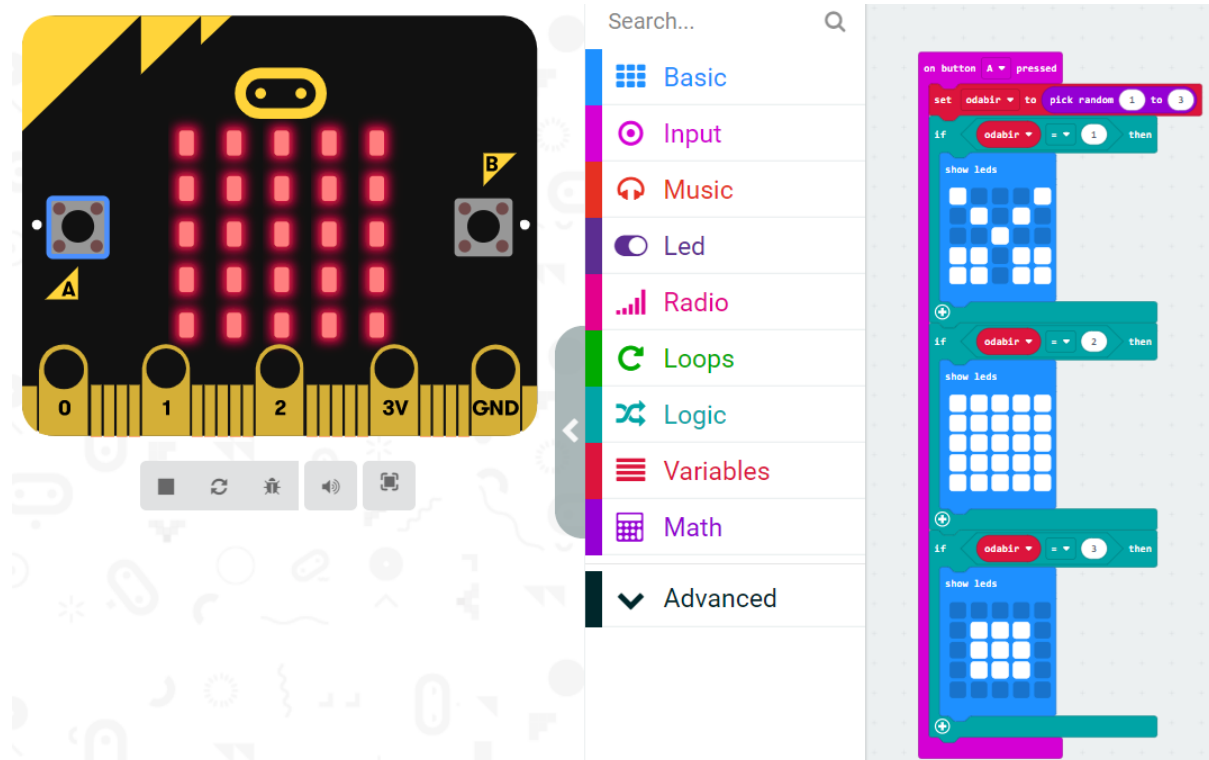 B
A
0 1 2 3V GND
Search...
Basic
Input
Music
Led
Radio
Loops
Logic
Variables
Math
Advanced
on button A pressed
set odabir to pick random 1 to 3
if odabir = 1 then
show leds
if odabir = 2 then
show leds
if odabir = 3 then
show leds